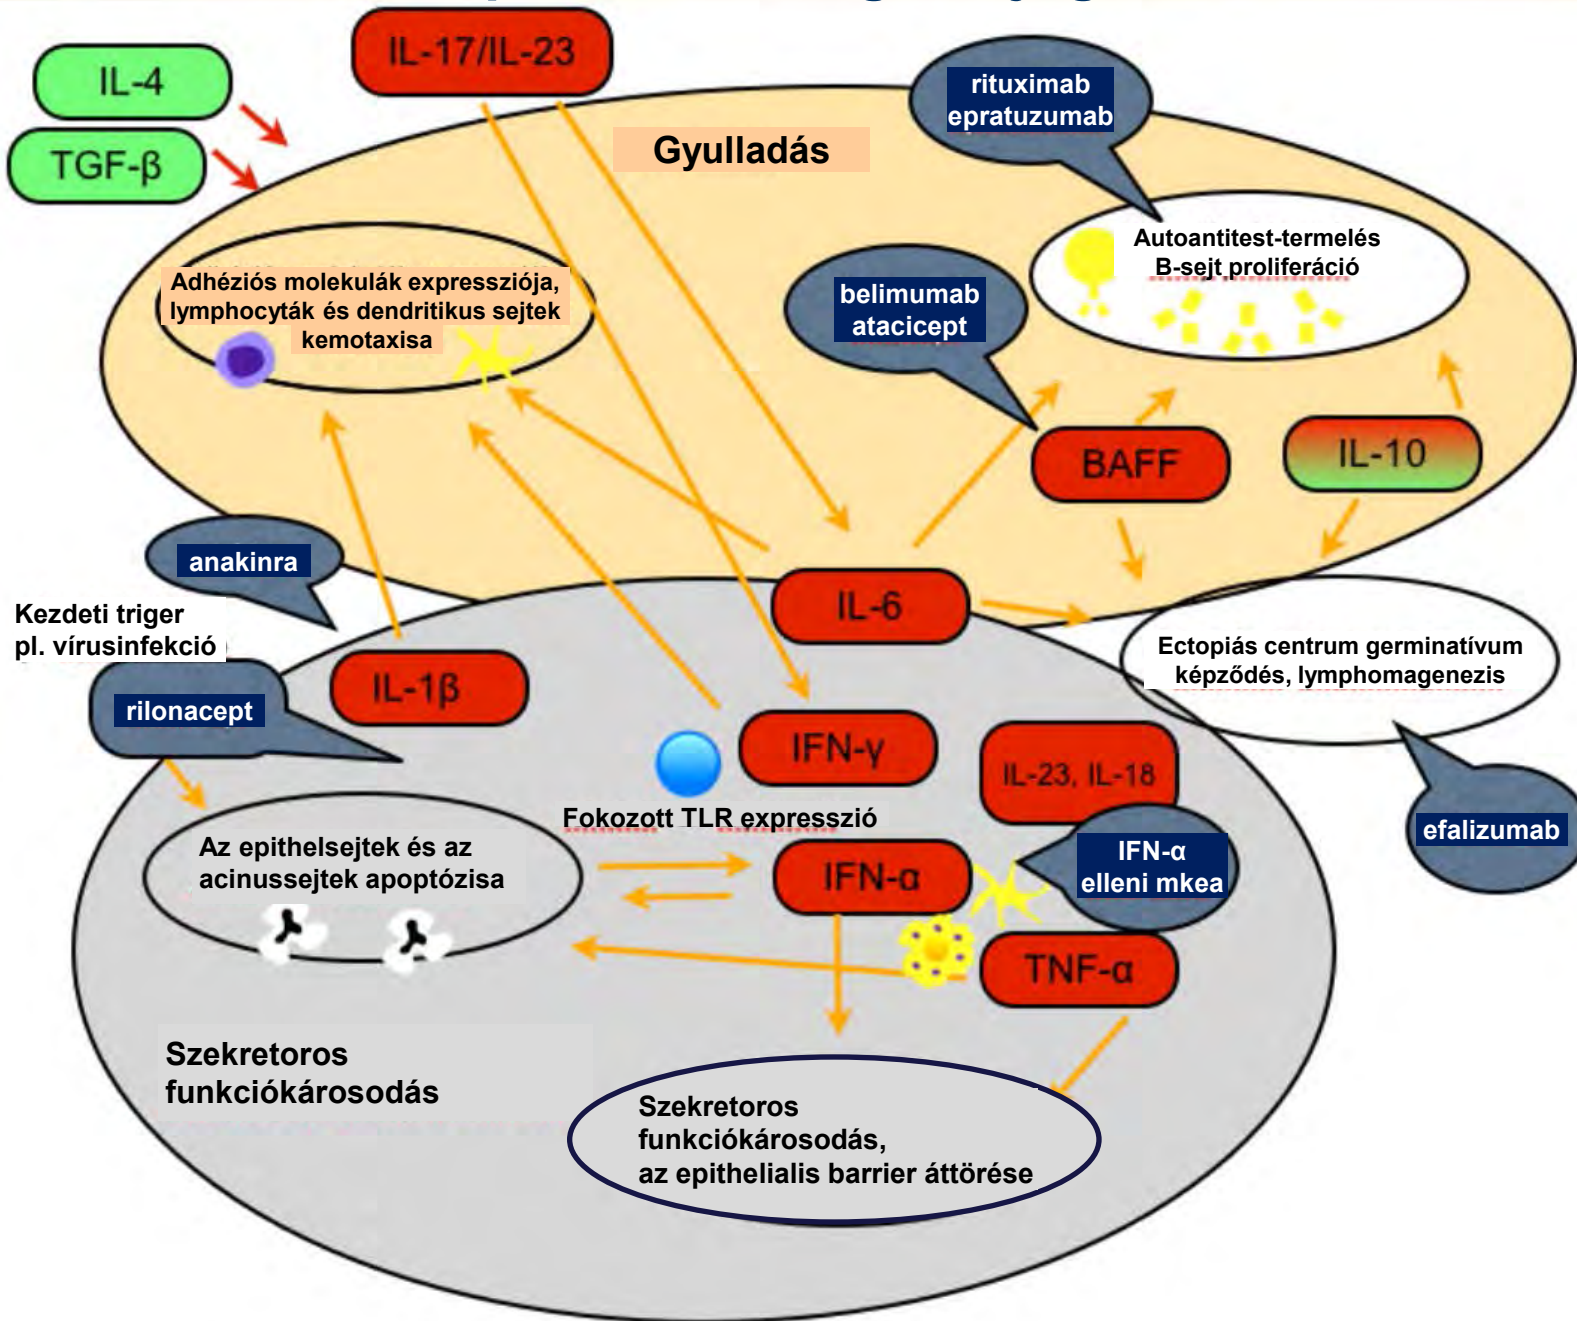 IL-17/IL-23
IL-4
TGF-β
rituximab
epratuzumab
Gyulladás
Autoantitest-termelés
B-sejt proliferáció
Adhéziós molekulák expressziója,
lymphocyták és dendritikus sejtek
kemotaxisa
belimumab
atacicept
BAFF
IL-10
anakinra
Kezdeti triger
pl. vírusinfekció
IL-6
Ectopiás centrum germinatívum
képződés, lymphomagenezis
IL-1β
rilonacept
IFN-γ
IL-23, IL-18
Fokozott TLR expresszió
efalizumab
Az epithelsejtek és az
acinussejtek apoptózisa
IFN-α
IFN-α
elleni mkea
TNF-α
Szekretoros
funkciókárosodás
Szekretoros
funkciókárosodás,
az epithelialis barrier áttörése